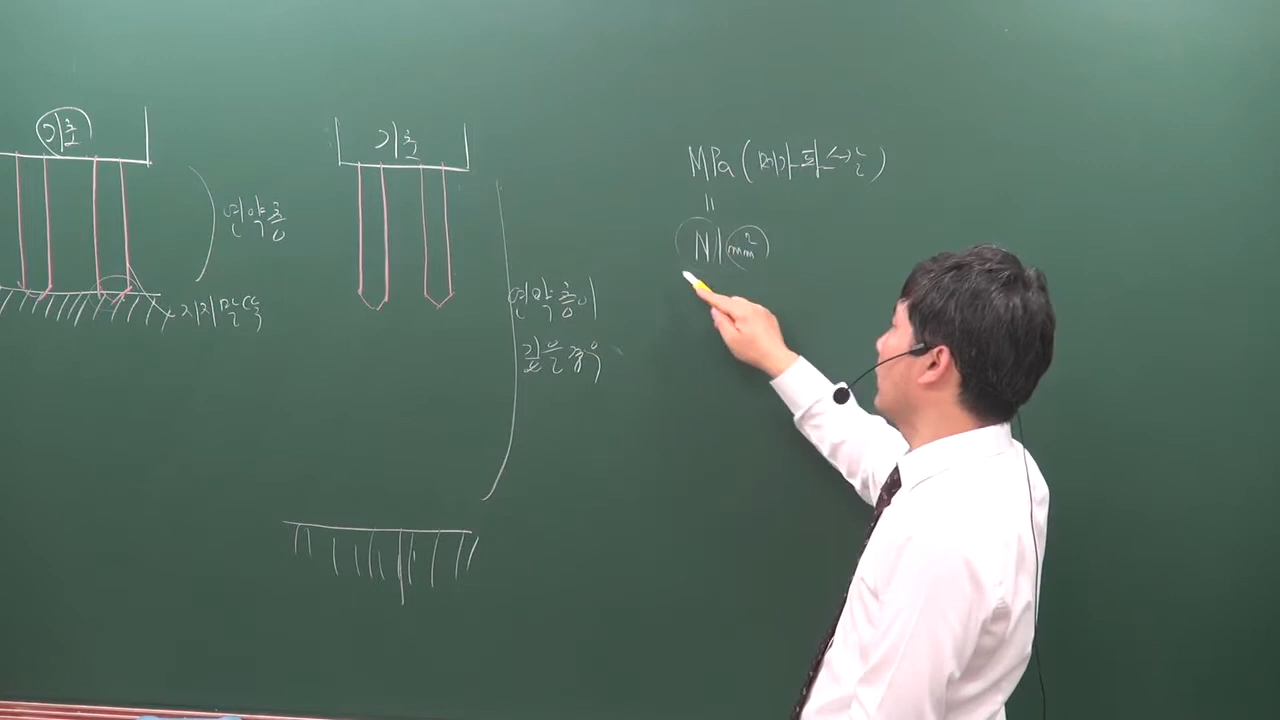 기초
연약층
지지말뚝
기초
연약층이
깊은 경우
MPa (메가파스칼)
=
N/mm²